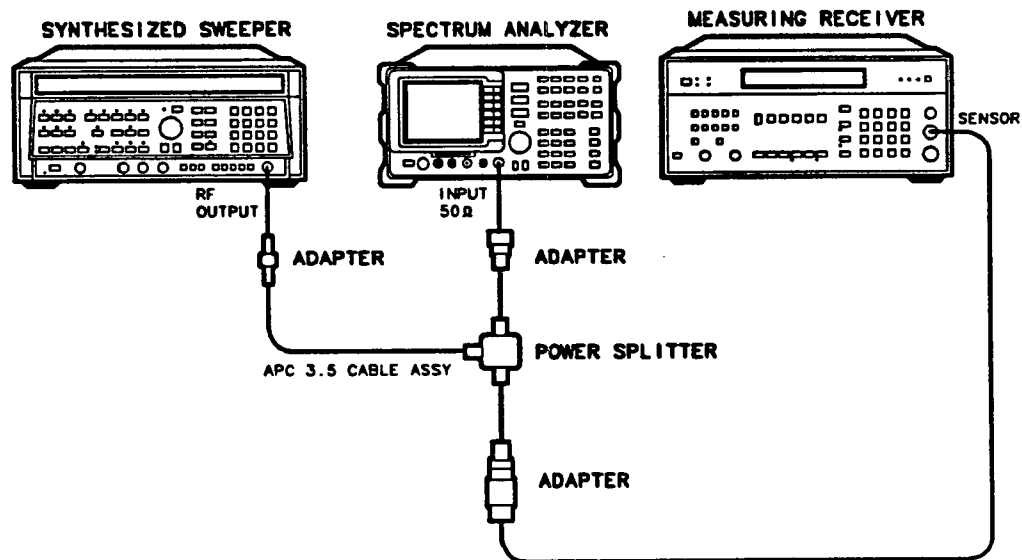 SYNTHESIZED SWEEPER
SPECTRUM ANALYZER
MEASURING RECEIVER
SENSOR
RF
OUTPUT
INPUT
50Ω
ADAPTER
ADAPTER
POWER SPLITTER
APC 3.5 CABLE ASSY
ADAPTER